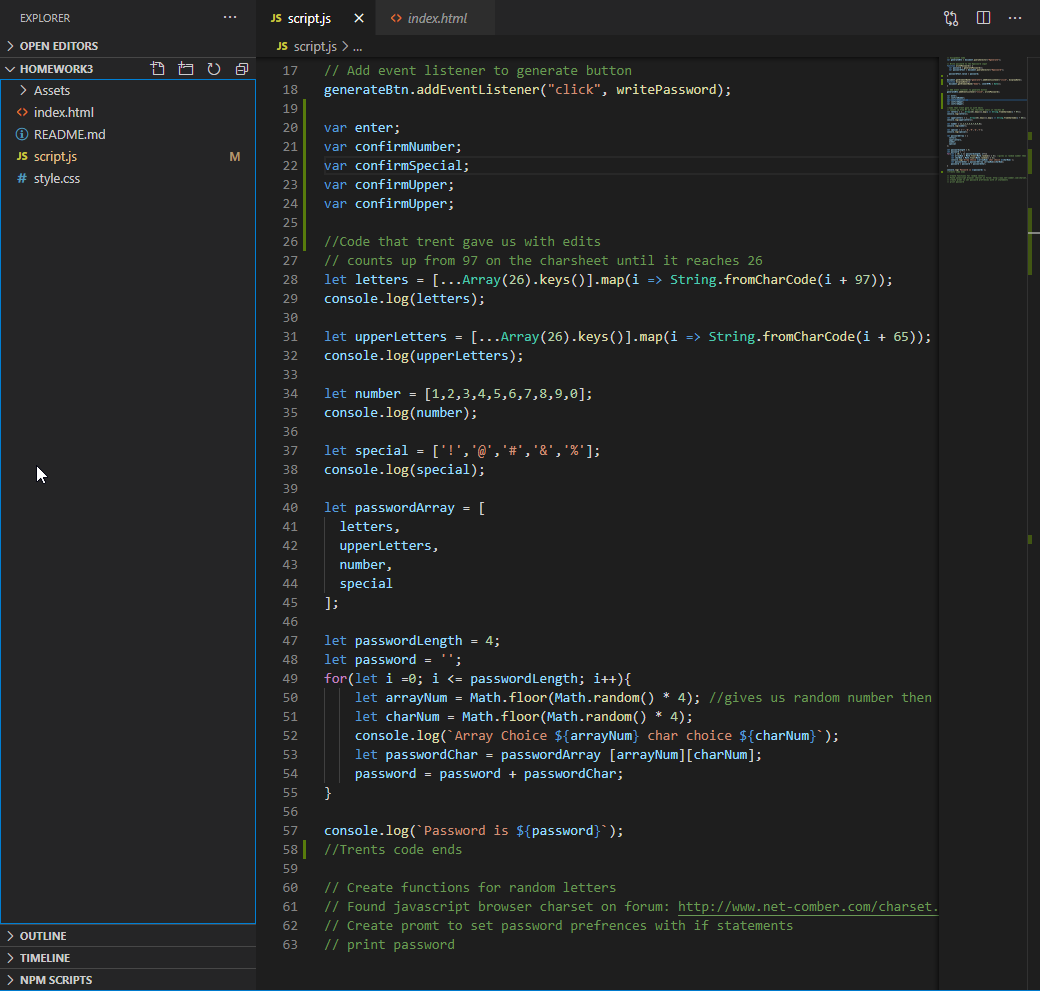 EXPLORER
OPEN EDITORS
HOMEWORK3
Assets
index.html
README.md
JS script.js M
# style.css
OUTLINE
TIMELINE
NPM SCRIPTS
JS script.js
index.html
JS script.js > ...
17 // Add event listener to generate button
18 generateBtn.addEventListener("click", writePassword);
19
20 var enter;
21 var confirmNumber;
22 var confirmSpecial;
23 var confirmUpper;
24 var confirmUpper;
25
26 //Code that trent gave us with edits
27 // counts up from 97 on the charsheet until it reaches 26
28 let letters = [...Array(26).keys()].map(i => String.fromCharCode(i + 97));
29 console.log(letters);
30
31 let upperLetters = [...Array(26).keys()].map(i => String.fromCharCode(i + 65));
32 console.log(upperLetters);
33
34 let number = [1,2,3,4,5,6,7,8,9,0];
35 console.log(number);
36
37 let special = ['!','@','#','&','%'];
38 console.log(special);
39
40 let passwordArray = [
41 letters,
42 upperLetters,
43 number,
44 special
45 ];
46
47 let passwordLength = 4;
48 let password = '';
49 for(let i =0; i <= passwordLength; i++){
50 let arrayNum = Math.floor(Math.random() * 4); //gives us random number then
51 let charNum = Math.floor(Math.random() * 4);
52 console.log(`Array Choice ${arrayNum} char choice ${charNum}`);
53 let passwordChar = passwordArray [arrayNum][charNum];
54 password = password + passwordChar;
55 }
56
57 console.log(`Password is ${password}`);
58 //Trents code ends
59
60 // Create functions for random letters
61 // Found javascript browser charset on forum: http://www.net-comber.com/charset.
62 // Create promt to set password prefrences with if statements
63 // print password